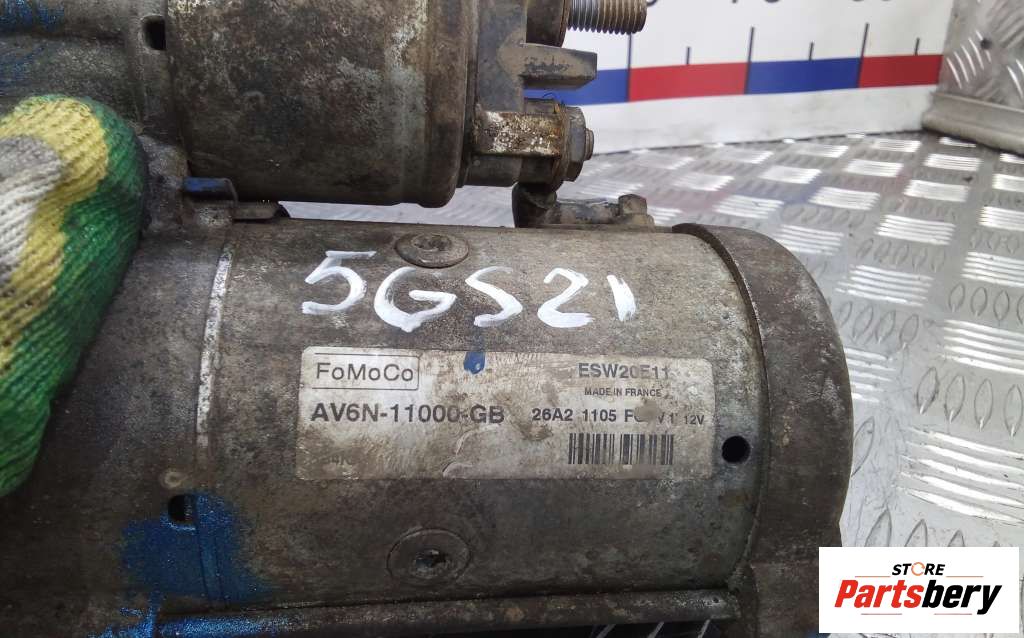 5GS21
FoMoCo
ESW20E11
MADE IN FRANCE
AV6N-11000-GB 26A2 1105 12V
STORE
Partsbery